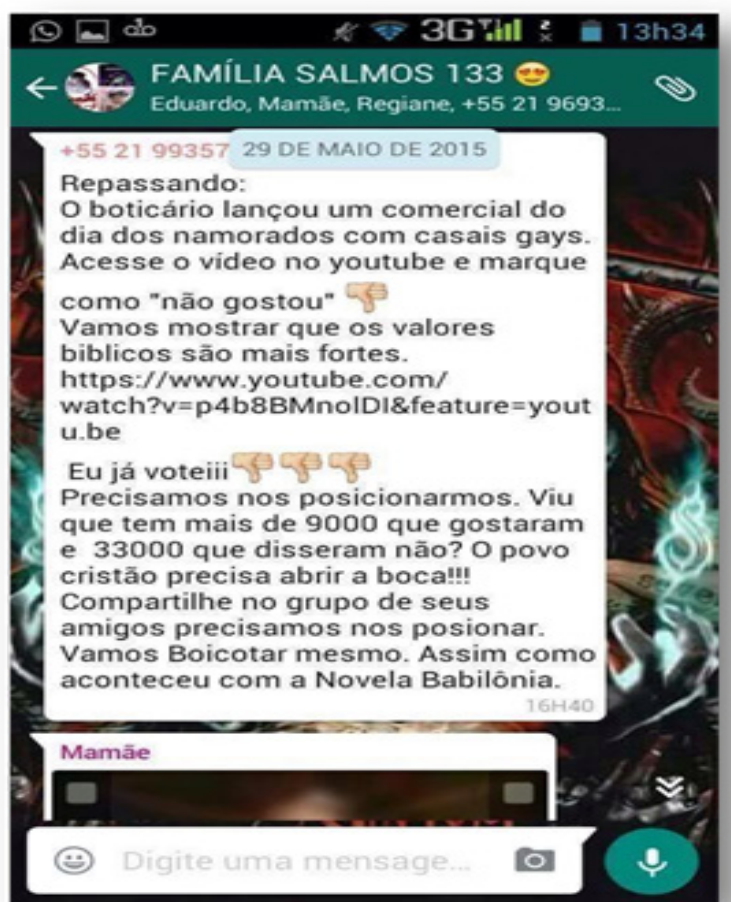 3G 2 13h34
FAMÍLIA SALMOS 133
Eduardo, Mamãe, Regiane, +55 21 9693...
+55 21 99357 29 DE MAIO DE 2015
Repassando:
O boticário lançou um comercial do
dia dos namorados com casais gays.
Acesse o vídeo no youtube e marque
como "não gostou" 👎
Vamos mostrar que os valores
biblicos são mais fortes.
https://www.youtube.com/
watch?v=p4b8BMnolDI&feature=yout
u.be
Eu já voteiii 👎👎👎
Precisamos nos posicionarmos. Viu
que tem mais de 9000 que gostaram
e 33000 que disseram não? O povo
cristão precisa abrir a boca!!!
Compartilhe no grupo de seus
amigos precisamos nos posionar.
Vamos Boicotar mesmo. Assim como
aconteceu com a Novela Babilônia.
16H40
Mamãe
Digite uma mensage...